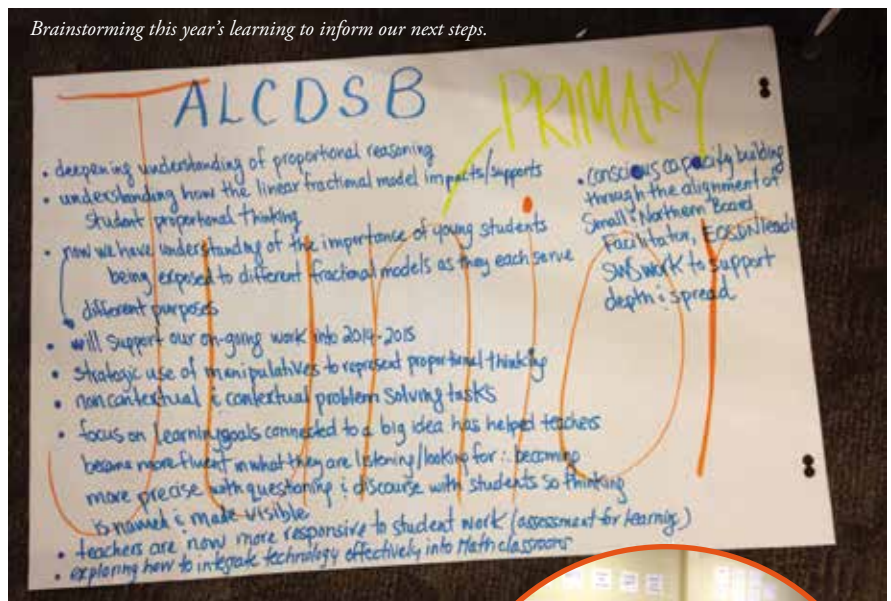 Brainstorming this year's learning to inform our next steps.
ALCDSB
PRIMARY
Junior
• deepening understanding of proportional reasoning
• understanding how the linear fractional model impacts/supports
student proportional thinking
• now we have understanding of the importance of young students
being exposed to different fractional models as they each serve
different purposes
• will support our on-going work into 2014-2015
• strategic use of manipulatives to represent proportional thinking
• noncontextual & contextual problem solving tasks
• focus on learning goals connected to a big idea has helped teachers
become more fluent in what they are listening/looking for ∴ becoming
more precise with questioning & discourse with students so thinking
is named & made visible
• teachers are now more responsive to student work (assessment for learning)
• exploring how to integrate technology effectively into Math classrooms
• conscious capacity building
through the alignment of
Small & Northern Board
Facilitator, EOSDN leads
SWS work to support
depth & spread